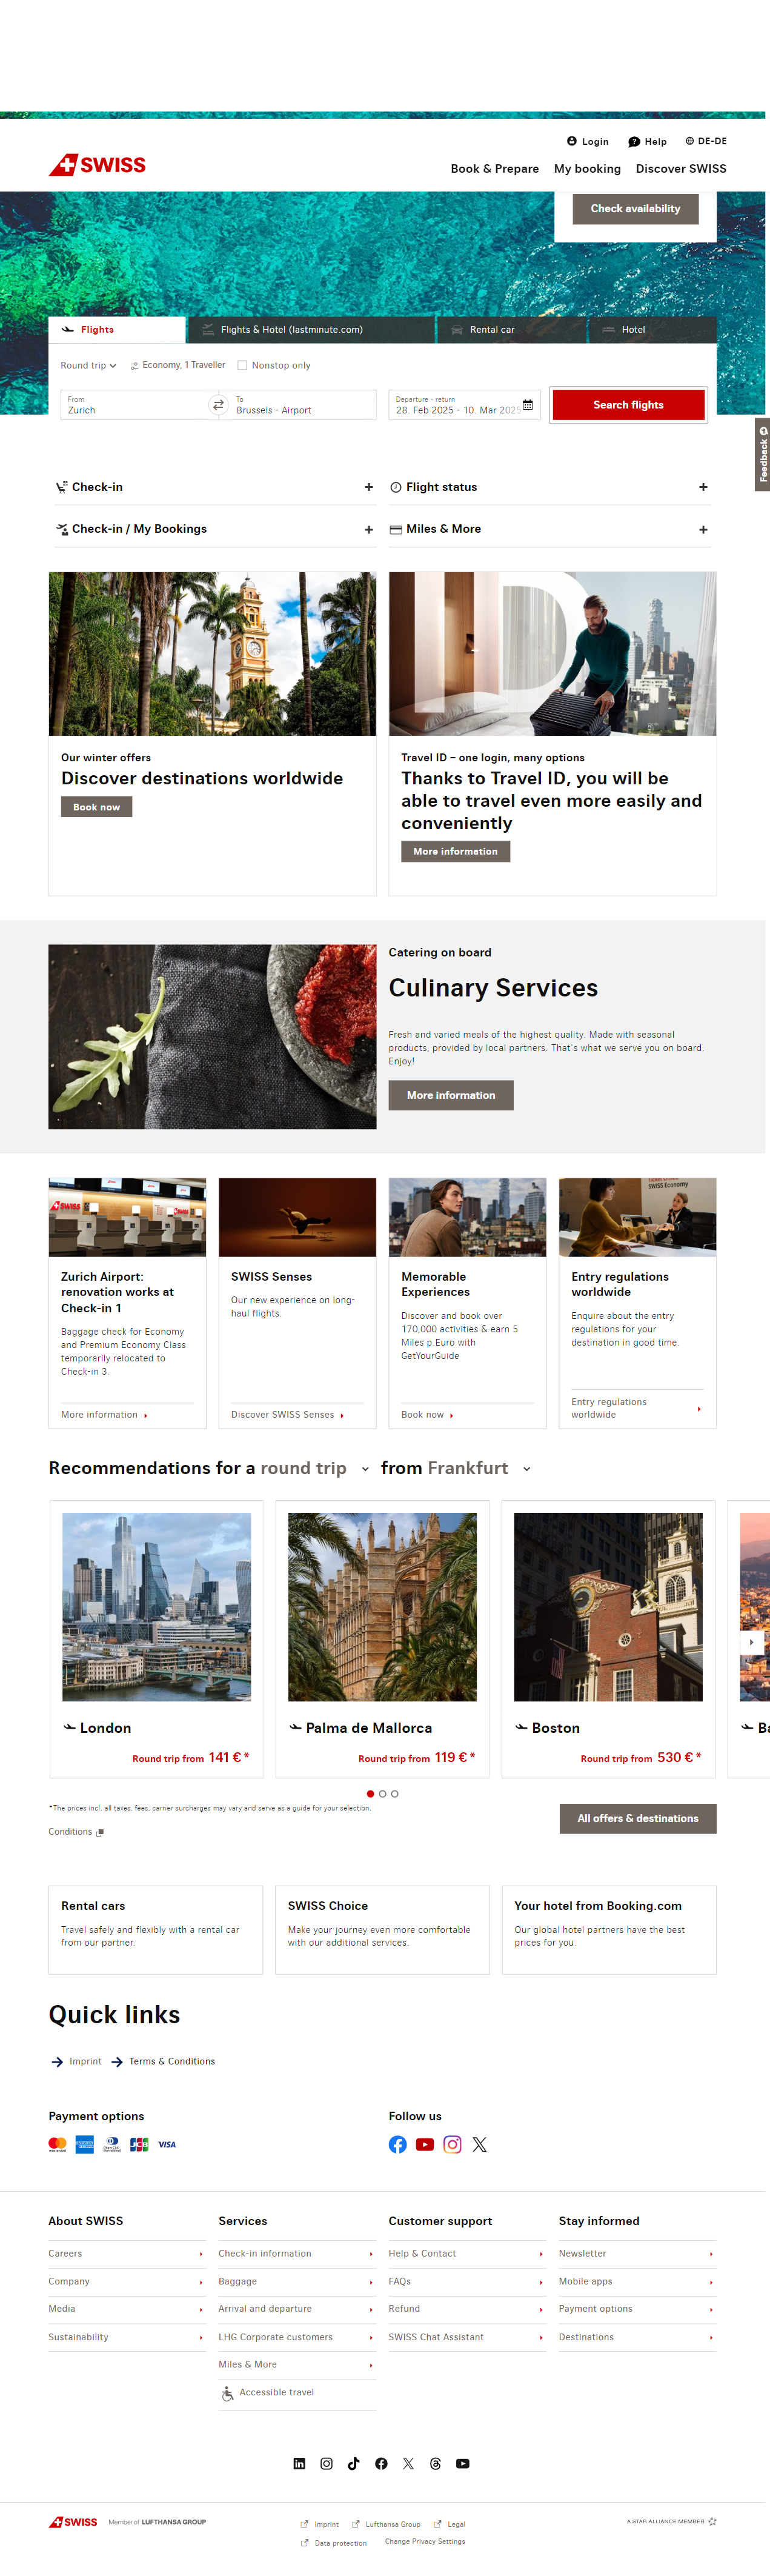 Login
Help
DE-DE
SWISS
Book & Prepare
My booking
Discover SWISS
Check availability
Flights
Flights & Hotel (lastminute.com)
Rental car
Hotel
Round trip
Economy, 1 Traveller
Nonstop only
From
Zurich
To
Brussels - Airport
Departure - return
28. Feb 2025 - 10. Mar 2025
Search flights
Feedback
Check-in
Flight status
Check-in / My Bookings
Miles & More
Our winter offers
Discover destinations worldwide
Book now
Travel ID – one login, many options
Thanks to Travel ID, you will be
able to travel even more easily and
conveniently
More information
Catering on board
Culinary Services
Fresh and varied meals of the highest quality. Made with seasonal
products, provided by local partners. That's what we serve you on board.
Enjoy!
More information
SWISS
Zurich Airport:
renovation works at
Check-in 1
Baggage check for Economy
and Premium Economy Class
temporarily relocated to
Check-in 3.
More information
SWISS Senses
Our new experience on long-
haul flights.
Discover SWISS Senses
Memorable
Experiences
Discover and book over
170,000 activities & earn 5
Miles p.Euro with
GetYourGuide
Book now
SWISS Economy
Entry regulations
worldwide
Enquire about the entry
regulations for your
destination in good time.
Entry regulations
worldwide
Recommendations for a round trip from Frankfurt
London
Round trip from 141 € *
Palma de Mallorca
Round trip from 119 € *
Boston
Round trip from 530 € *
Ba
*The prices incl. all taxes, fees, carrier surcharges may vary and serve as a guide for your selection.
Conditions
All offers & destinations
Rental cars
Travel safely and flexibly with a rental car
from our partner.
SWISS Choice
Make your journey even more comfortable
with our additional services.
Your hotel from Booking.com
Our global hotel partners have the best
prices for you.
Quick links
Imprint
Terms & Conditions
Payment options
JCB
VISA
Follow us
About SWISS
Careers
Company
Media
Sustainability
Services
Check-in information
Baggage
Arrival and departure
LHG Corporate customers
Miles & More
Accessible travel
Customer support
Help & Contact
FAQs
Refund
SWISS Chat Assistant
Stay informed
Newsletter
Mobile apps
Payment options
Destinations
SWISS
Member of LUFTHANSA GROUP
Imprint
Lufthansa Group
Legal
Data protection
Change Privacy Settings
A STAR ALLIANCE MEMBER